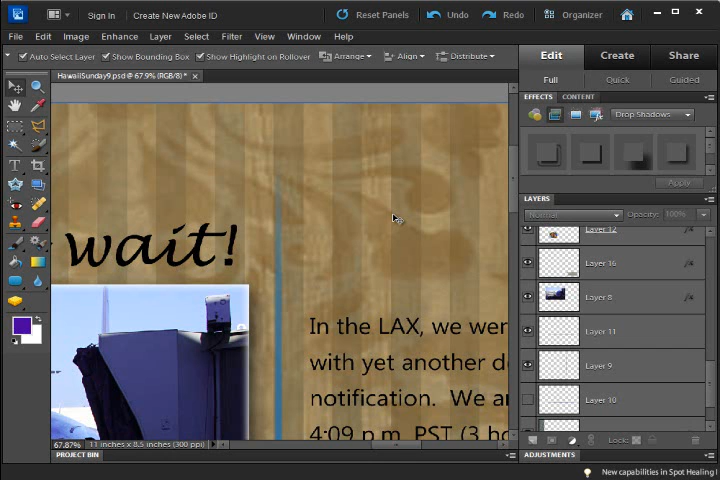 Sign In Create New Adobe ID Reset Panels Undo Redo Organizer
File Edit Image Enhance Layer Select Filter View Window Help
Auto Select Layer Show Bounding Box Show Highlight on Rollover Arrange Align Distribute
Edit Create Share
HawaiiSunday9.psd @ 67.9% (RGB/8) *
Full Quick Guided
EFFECTS CONTENT
Drop Shadows
Apply
LAYERS
Normal Opacity: 100%
Layer 12
Layer 16
Layer 8
Layer 11
Layer 9
Layer 10
wait!
In the LAX, we wer
with yet another d
notification. We a
4:09 p.m. PST (3 h
67.87% 11 inches x 8.5 inches (300 ppi)
Lock:
PROJECT BIN ADJUSTMENTS
New capabilities in Spot Healing